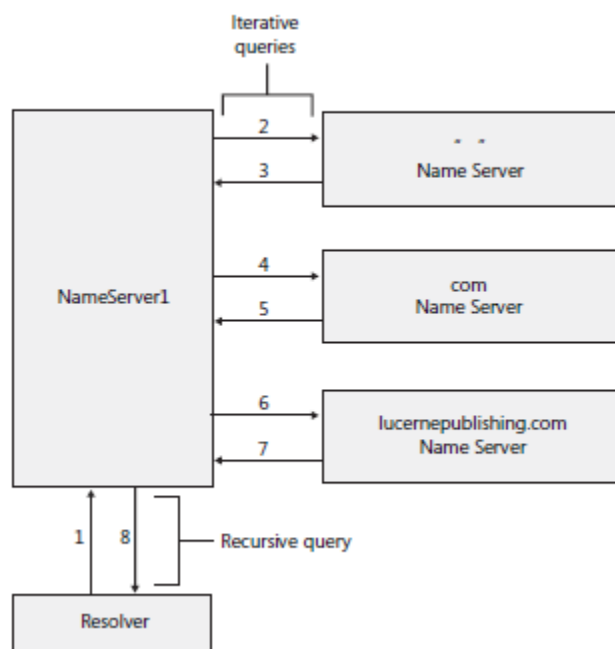 Iterative
queries
2
" "
Name Server
3
NameServer1
4
com
Name Server
5
6
lucernepublishing.com
Name Server
7
1
8
Recursive query
Resolver